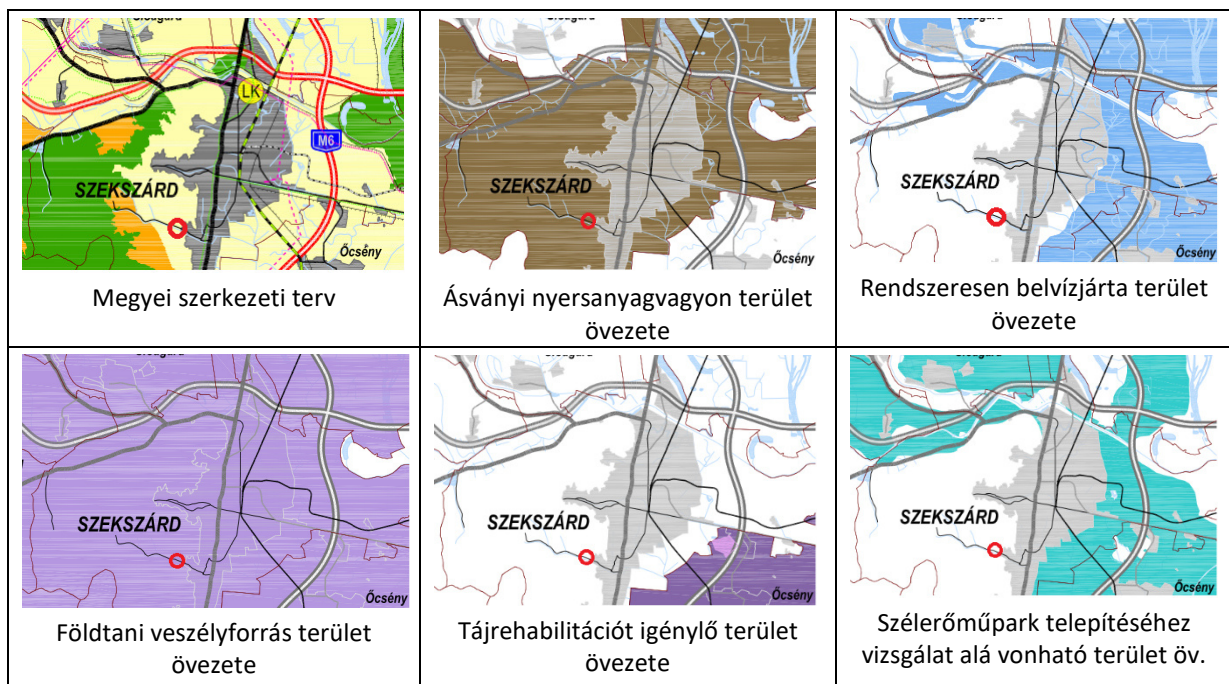 LK
M6
SZEKSZÁRD
Őcsény
Megyei szerkezeti terv
SZEKSZÁRD
Ásványi nyersanyagvagyon terület
övezete
SZEKSZÁRD
Őcsény
Rendszeresen belvízjárta terület
övezete
SZEKSZÁRD
Őcsény
Földtani veszélyforrás terület
övezete
SZEKSZÁRD
Őcsény
Tájrehabilitációt igénylő terület
övezete
SZEKSZÁRD
Őcsény
Szélerőműpark telepítéséhez
vizsgálat alá vonható terület öv.